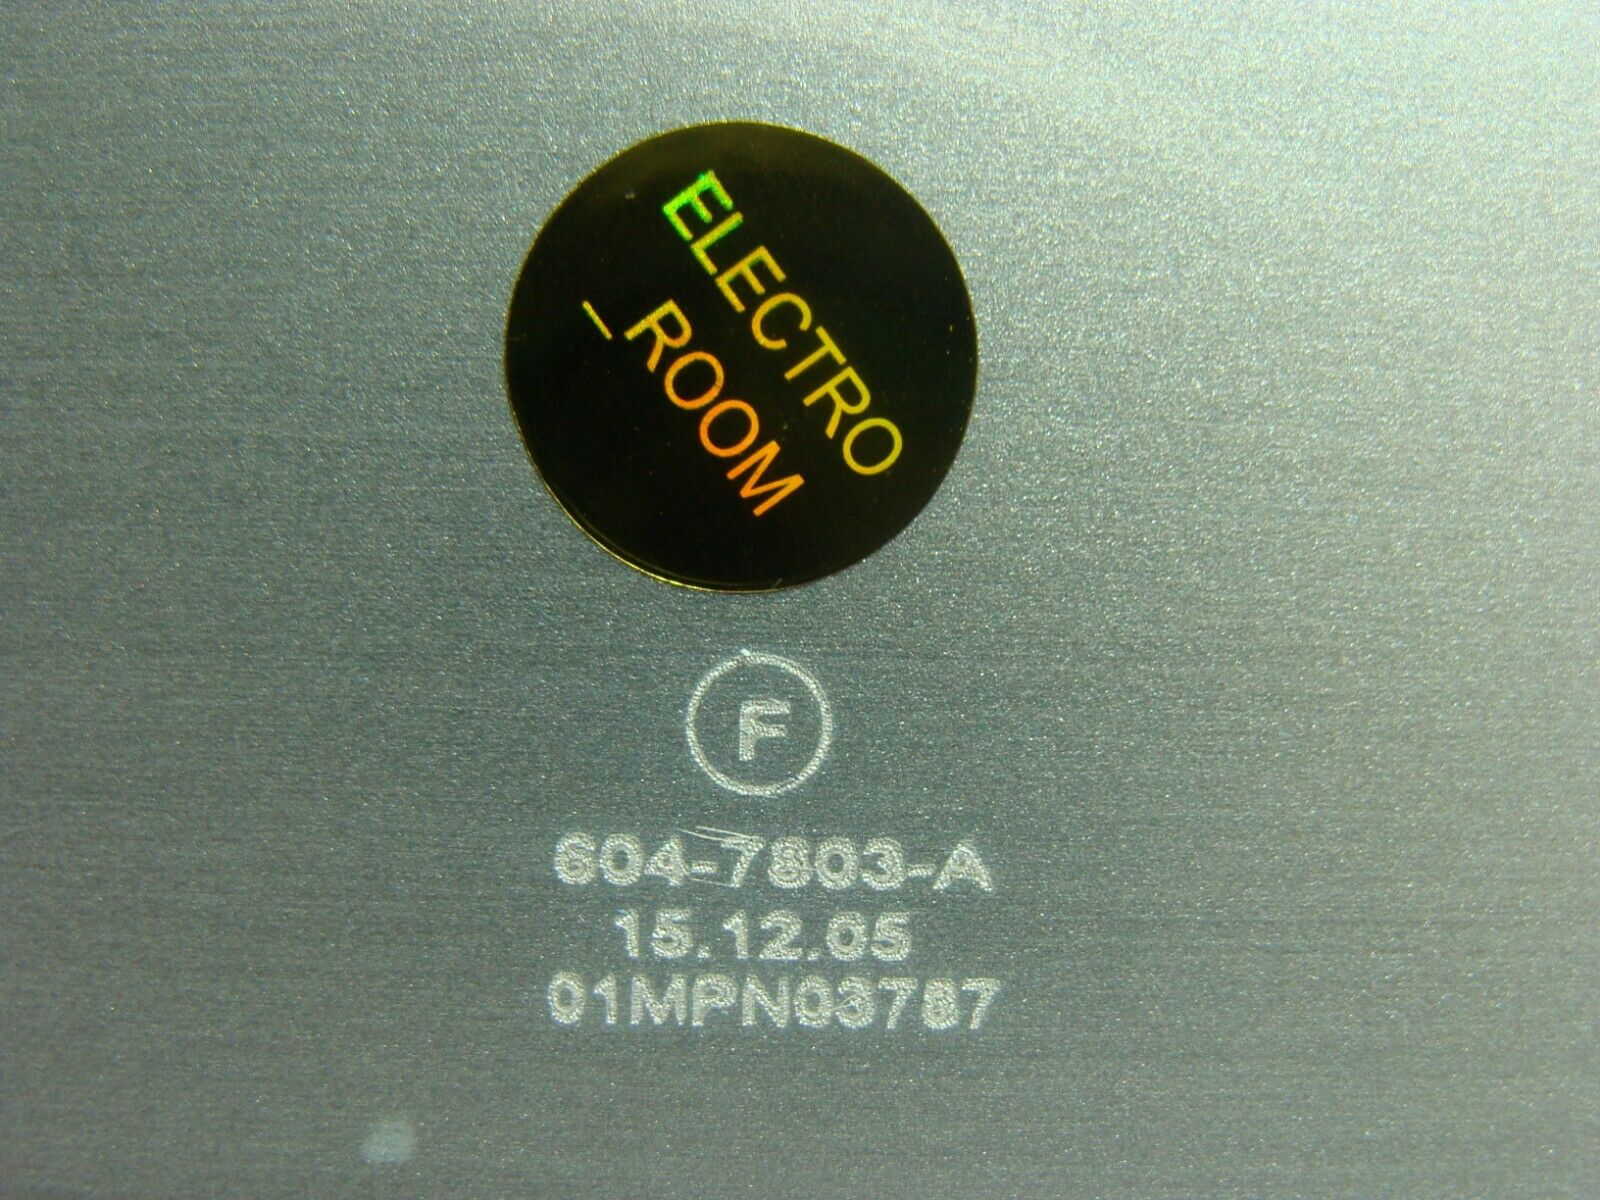 ELECTRO
_ROOM
F
604-7803-A
15.12.05
01MPN03787